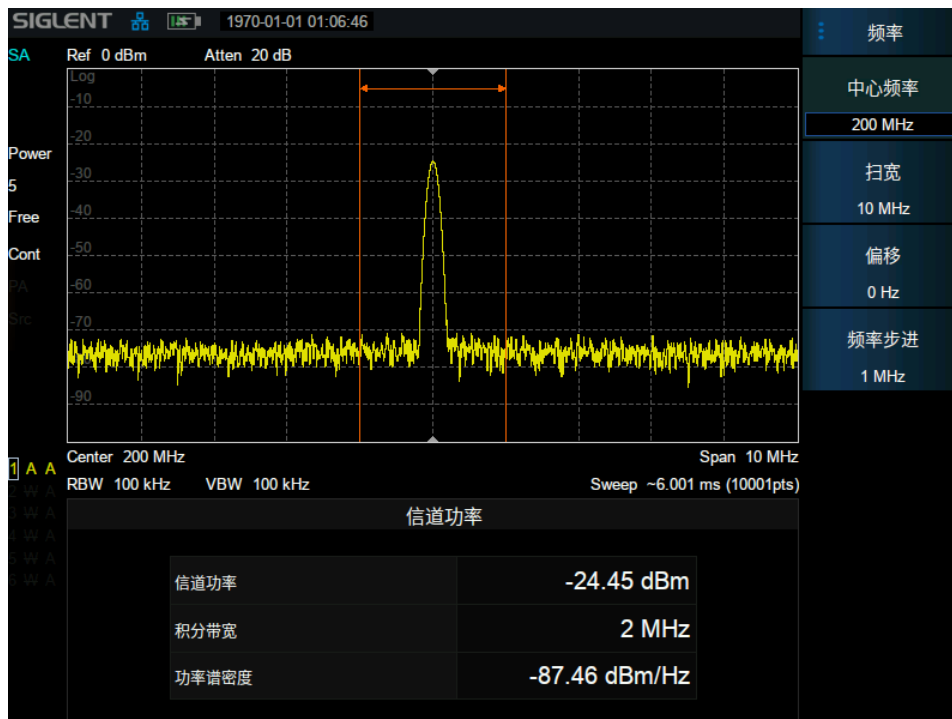 SIGLENT 1970-01-01 01:06:46
SA
Ref 0 dBm Atten 20 dB
Log
-10
-20
-30
-40
-50
-60
-70
-90
Power
5
Free
Cont
PA
Src
Center 200 MHz Span 10 MHz
RBW 100 kHz VBW 100 kHz Sweep ~6.001 ms (10001pts)
1 A A
2 W A
3 W A
4 W A
5 W A
6 W A
信道功率
信道功率 -24.45 dBm
积分带宽 2 MHz
功率谱密度 -87.46 dBm/Hz
频率
中心频率
200 MHz
扫宽
10 MHz
偏移
0 Hz
频率步进
1 MHz